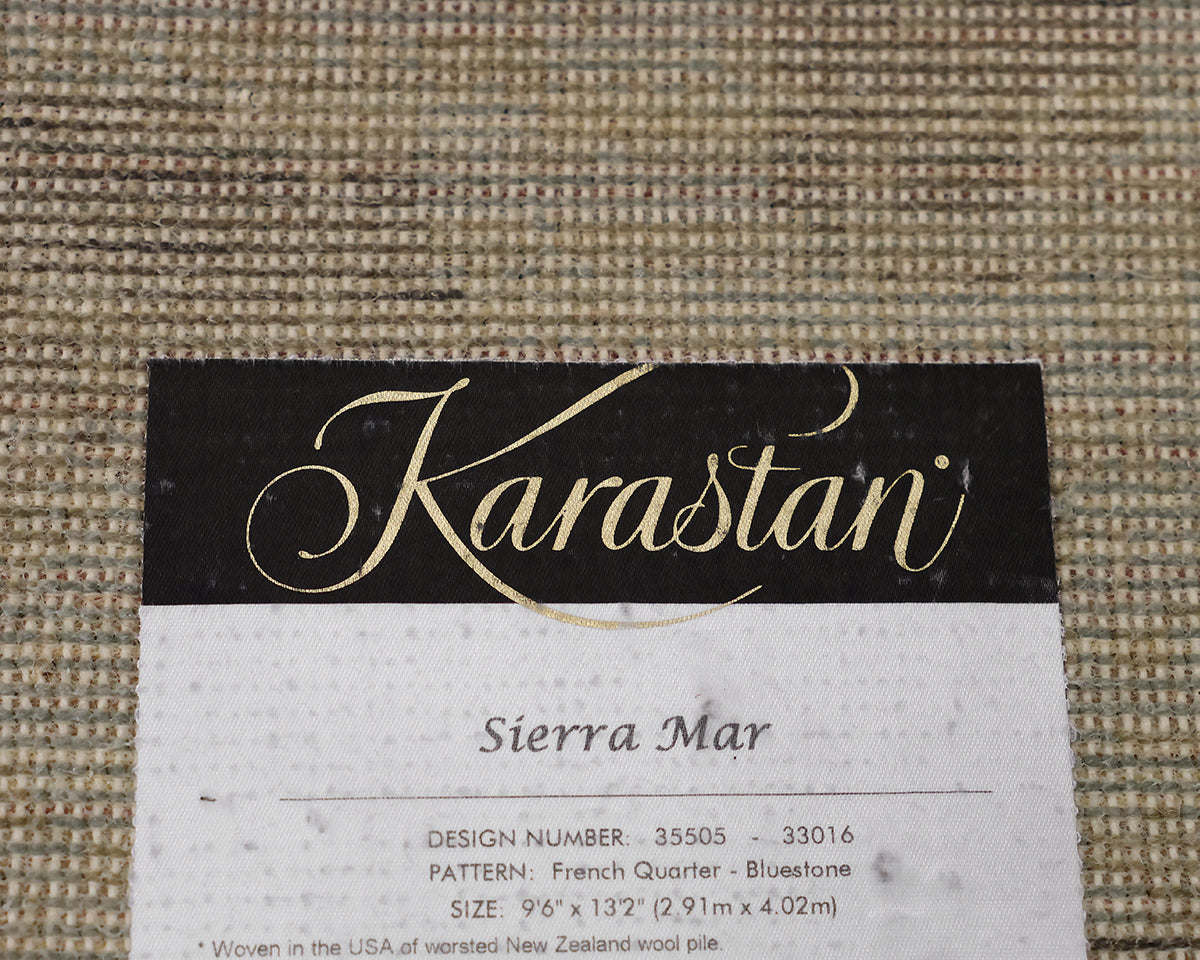 Karastan
Sierra Mar
DESIGN NUMBER: 35505 - 33016
PATTERN: French Quarter - Bluestone
SIZE: 9'6" x 13'2" (2.91m x 4.02m)
* Woven in the USA of worsted New Zealand wool pile.